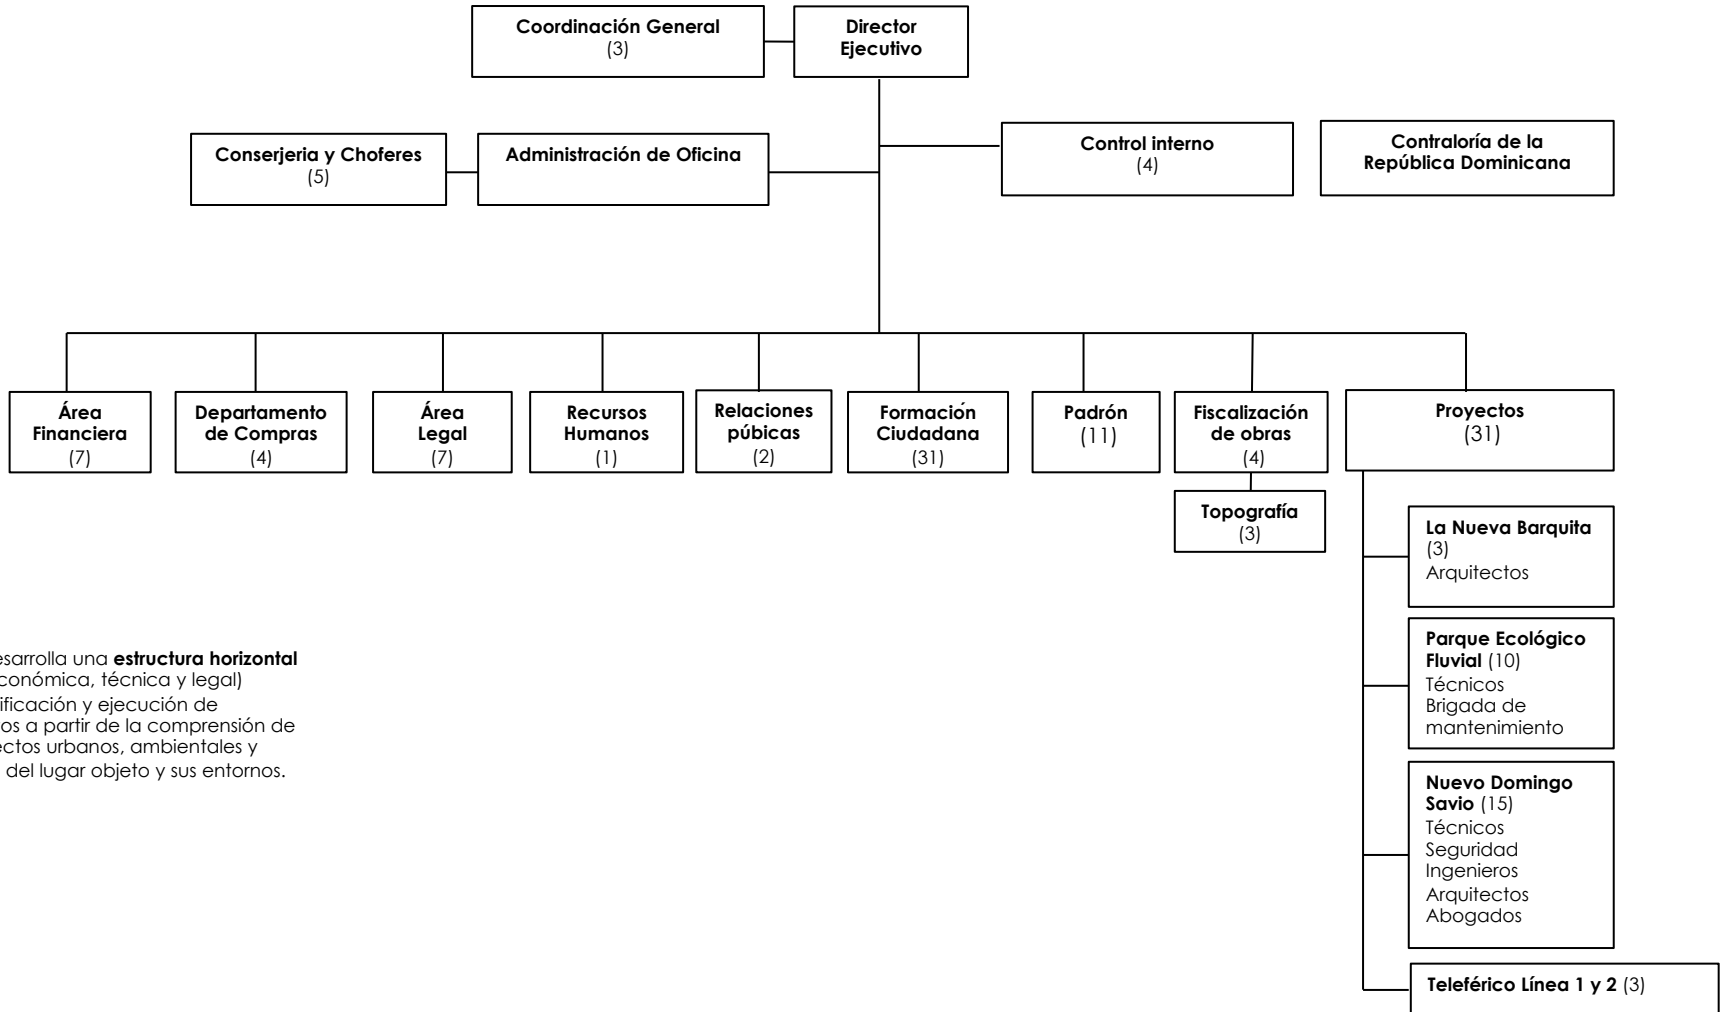 Coordinación General
(3)
Director
Ejecutivo
Conserjeria y Choferes
(5)
Administración de Oficina
Control interno
(4)
Contraloría de la
República Dominicana
Área
Financiera
(7)
Departamento
de Compras
(4)
Área
Legal
(7)
Recursos
Humanos
(1)
Relaciones
púbicas
(2)
Formación
Ciudadana
(31)
Padrón
(11)
Fiscalización
de obras
(4)
Proyectos
(31)
Topografía
(3)
La Nueva Barquita
(3)
Arquitectos
Parque Ecológico
Fluvial (10)
Técnicos
Brigada de
mantenimiento
Nuevo Domingo
Savio (15)
Técnicos
Seguridad
Ingenieros
Arquitectos
Abogados
Teleférico Línea 1 y 2 (3)
esarrolla una estructura horizontal
conómica, técnica y legal)
ificación y ejecución de
os a partir de la comprensión de
ectos urbanos, ambientales y
del lugar objeto y sus entornos.